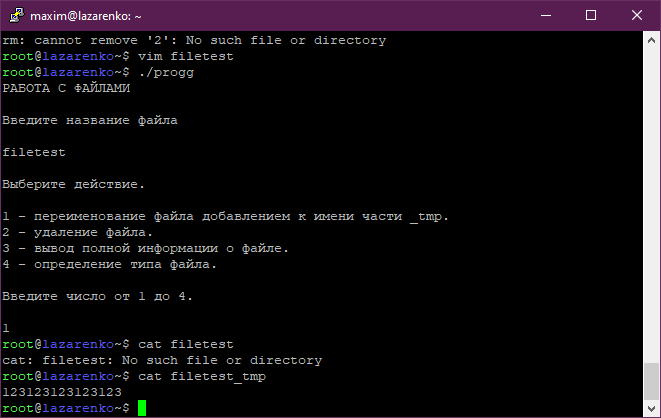 maxim@lazarenko: ~
rm: cannot remove '2': No such file or directory
root@lazarenko~$ vim filetest
root@lazarenko~$ ./progg
РАБОТА С ФАЙЛАМИ
Введите название файла
filetest
Выберите действие.
1 - переименование файла добавлением к имени части _tmp.
2 - удаление файла.
3 - вывод полной информации о файле.
4 - определение типа файла.
Введите число от 1 до 4.
1
root@lazarenko~$ cat filetest
cat: filetest: No such file or directory
root@lazarenko~$ cat filetest_tmp
123123123123123
root@lazarenko~$